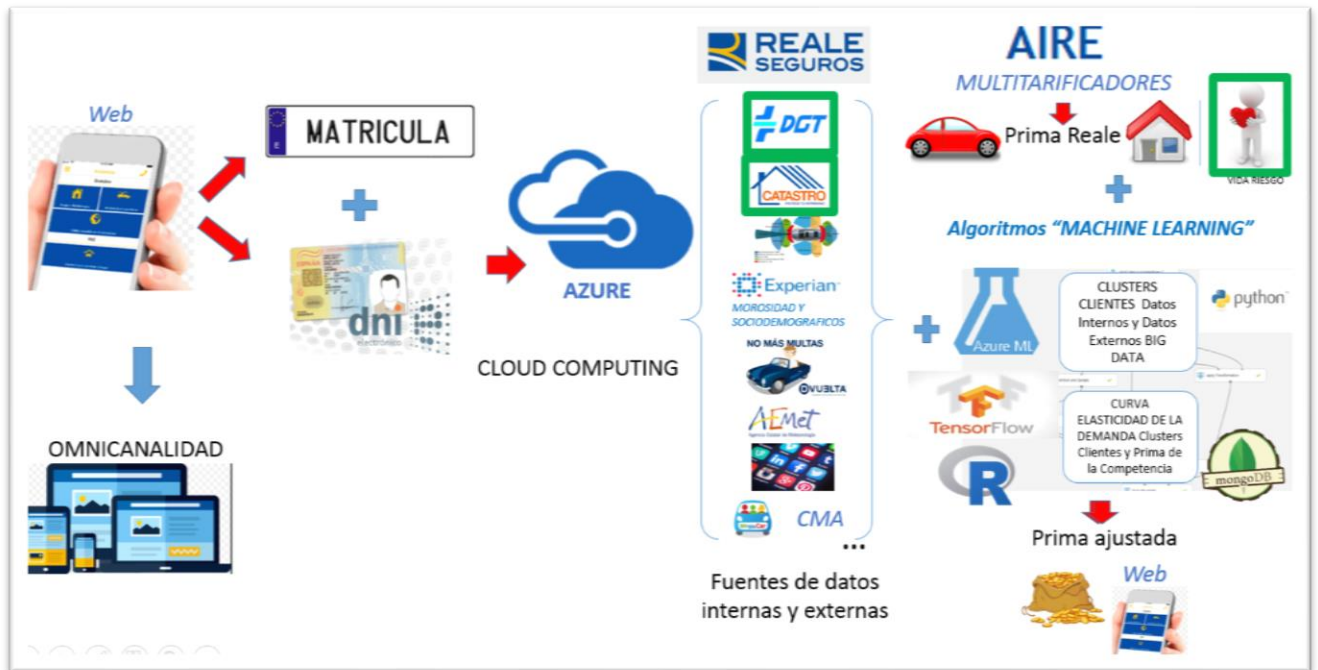 Web
MATRICULA
E
dni
electrónico
OMNICANALIDAD
AZURE
CLOUD COMPUTING
REALE
SEGUROS
DGT
CATASTRO
Experian
MOROSIDAD Y
SOCIODEMOGRAFICOS
NO MÁS MULTAS
DVUELTA
AEMet
CMA
...
Fuentes de datos
internas y externas
AIRE
MULTITARIFICADORES
Prima Reale
VIDA RIESGO
Algoritmos "MACHINE LEARNING"
Azure ML
CLUSTERS
CLIENTES Datos
Internos y Datos
Externos BIG
DATA
python
TensorFlow
R
CURVA
ELASTICIDAD DE LA
DEMANDA Clusters
Clientes y Prima de
la Competencia
mongoDB
Prima ajustada
Web